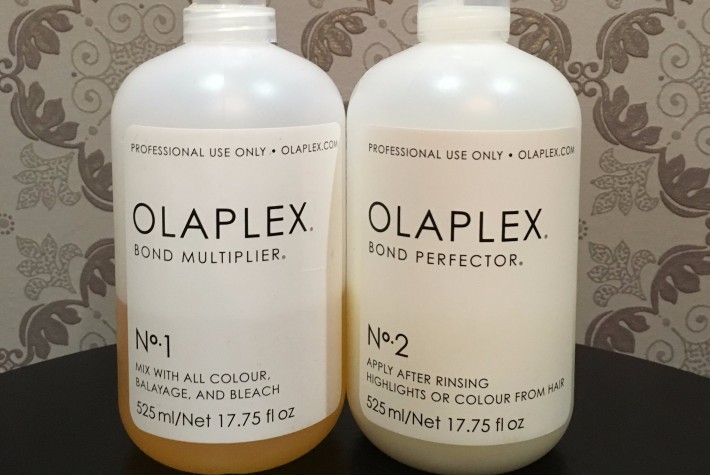 PROFESSIONAL USE ONLY • OLAPLEX.COM
OLAPLEX®
BOND MULTIPLIER®
Nº.1
MIX WITH ALL COLOUR,
BALAYAGE, AND BLEACH
525 ml/Net 17.75 fl oz
PROFESSIONAL USE ONLY • OLAPLEX.COM
OLAPLEX®
BOND PERFECTOR®
Nº.2
APPLY AFTER RINSING
HIGHLIGHTS OR COLOUR FROM HAIR
525 ml/Net 17.75 fl oz